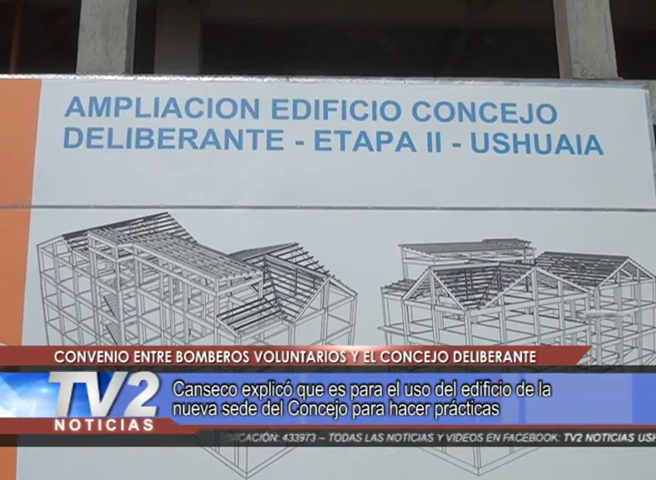 AMPLIACION EDIFICIO CONCEJO
DELIBERANTE - ETAPA II - USHUAIA
CONVENIO ENTRE BOMBEROS VOLUNTARIOS Y EL CONCEJO DELIBERANTE
TV2
NOTICIAS
Canseco explicó que es para el uso del edificio de la
nueva sede del Concejo para hacer prácticas
NICACIÓN: 433973 – TODAS LAS NOTICIAS Y VIDEOS EN FACEBOOK: TV2 NOTICIAS USH